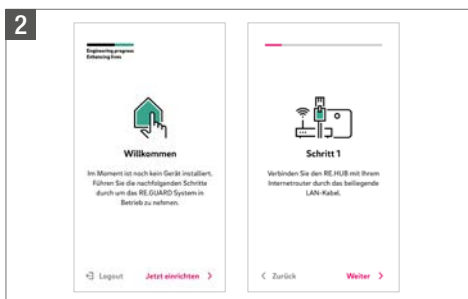 2
Engineering progress
Enhancing lives
Willkommen
Im Moment ist noch kein Gerät installiert.
Führen Sie die nachfolgenden Schritte
durch um das RE.GUARD System in
Betrieb zu nehmen.
Logout Jetzt einrichten >
Schritt 1
Verbinden Sie den RE.HUB mit Ihrem
Internetrouter durch das beiliegende
LAN-Kabel.
< Zurück Weiter >